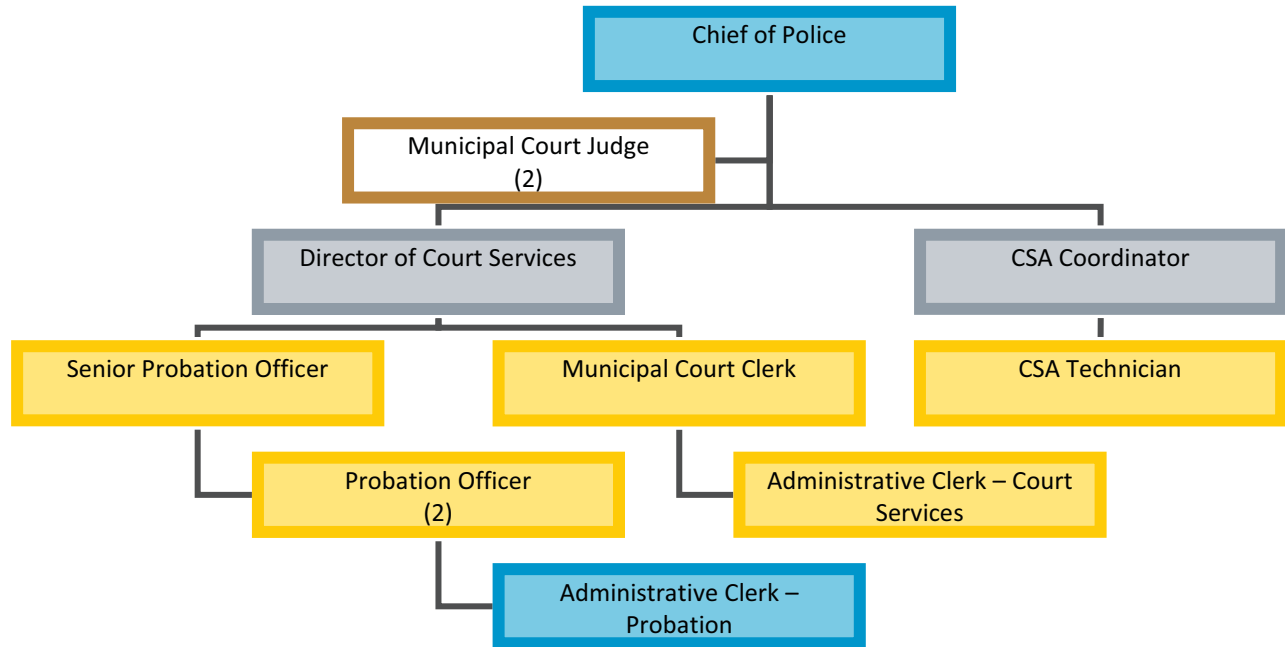 Chief of Police
Municipal Court Judge
(2)
Director of Court Services
CSA Coordinator
Senior Probation Officer
Municipal Court Clerk
CSA Technician
Probation Officer
(2)
Administrative Clerk – Court
Services
Administrative Clerk –
Probation